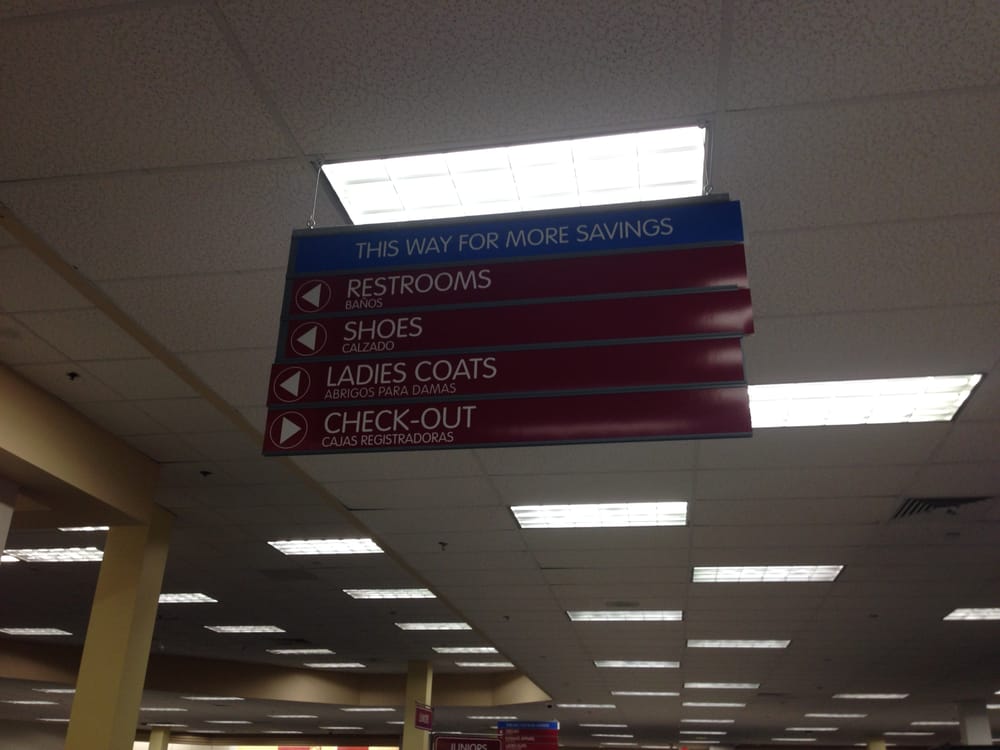 THIS WAY FOR MORE SAVINGS
RESTROOMS
BAÑOS
SHOES
CALZADO
LADIES COATS
ABRIGOS PARA DAMAS
CHECK-OUT
CAJAS REGISTRADORAS
JUNIORS